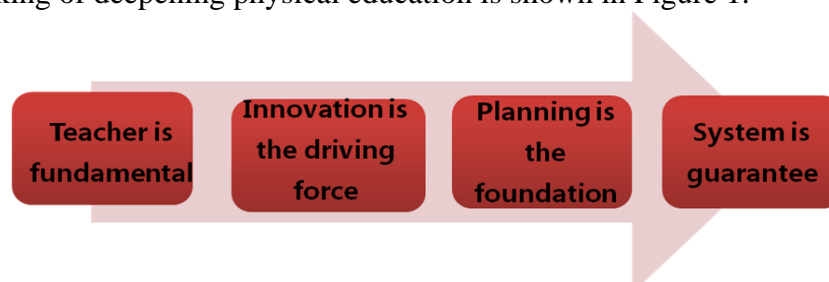 king of deepening physical education is shown in Figure 1.
Teacher is
fundamental
Innovation is
the driving
force
Planning is
the
foundation
System is
guarantee